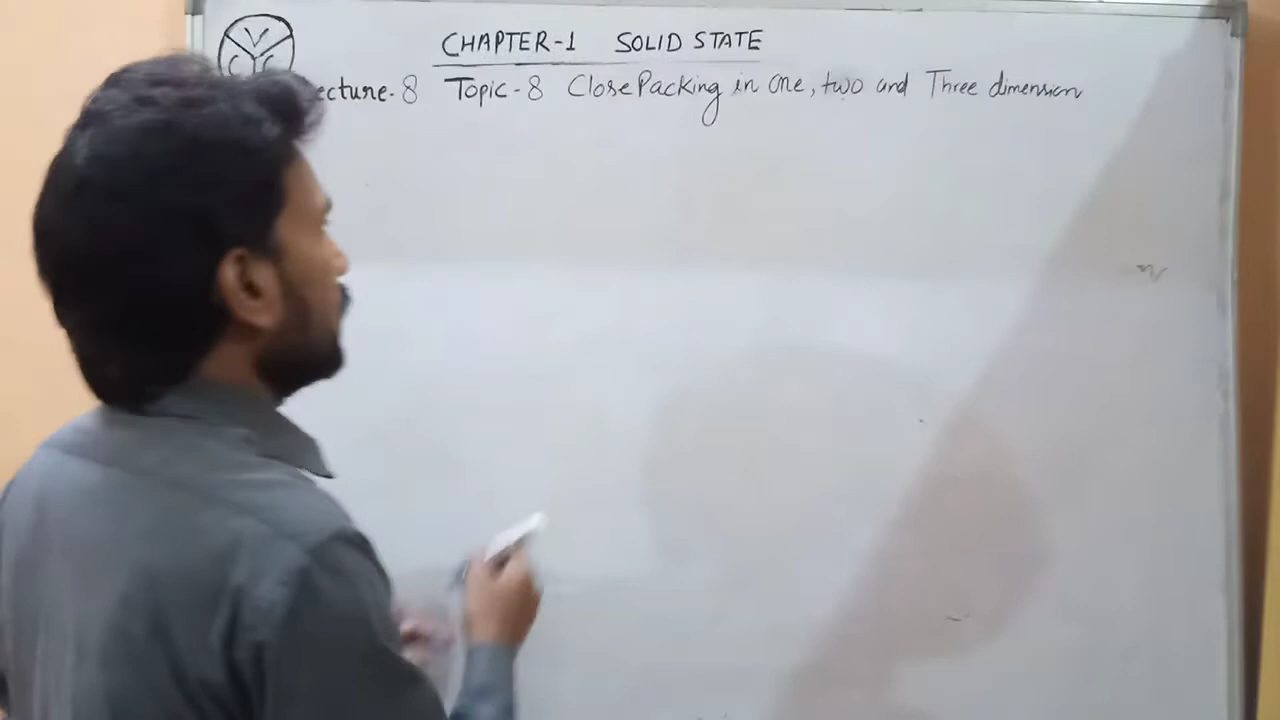 CHAPTER-1 SOLID STATE
ecture-8 Topic-8 Close Packing in one, two and Three dimension